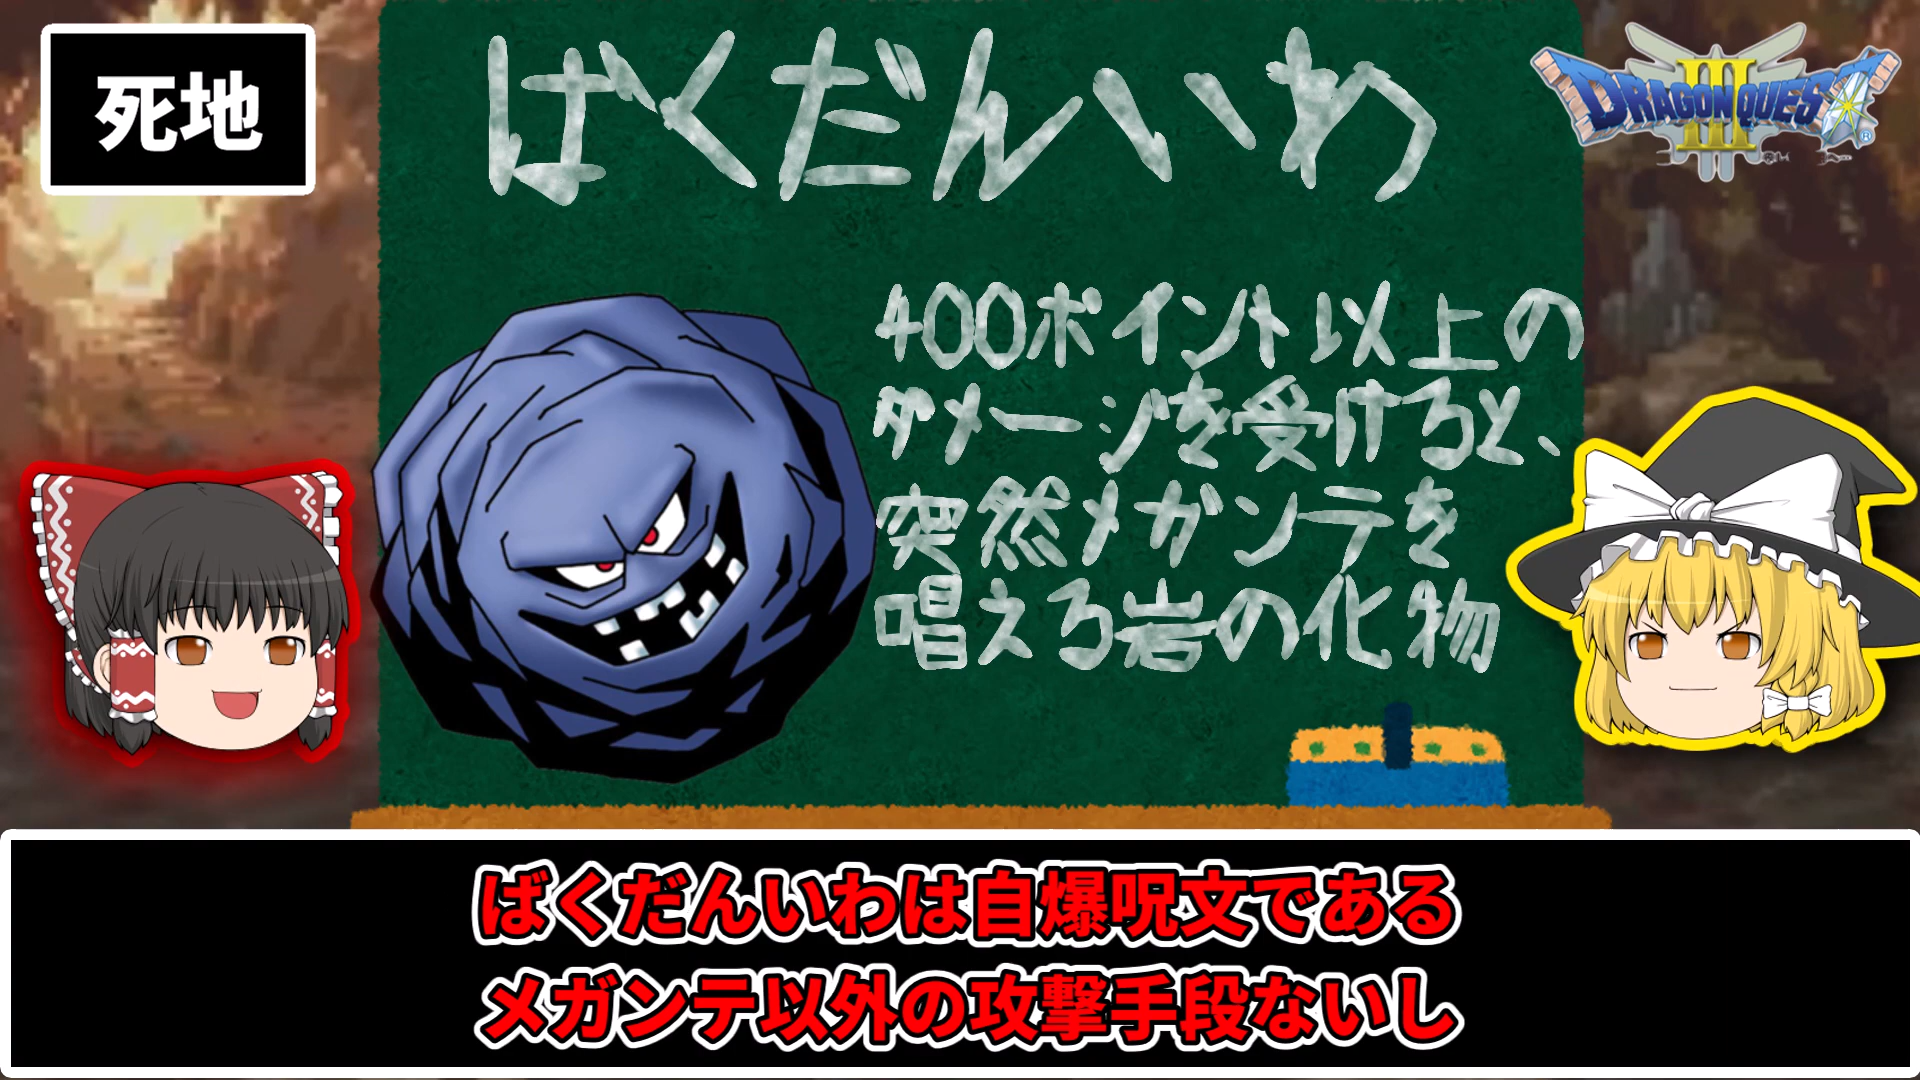 死地
ばくだんいわ
DRAGON QUEST
III
400ポイント以上の
ダメージを受けると、
突然メガンテを
唱える岩の化物
ばくだんいわは自爆呪文である
メガンテ以外の攻撃手段ないし